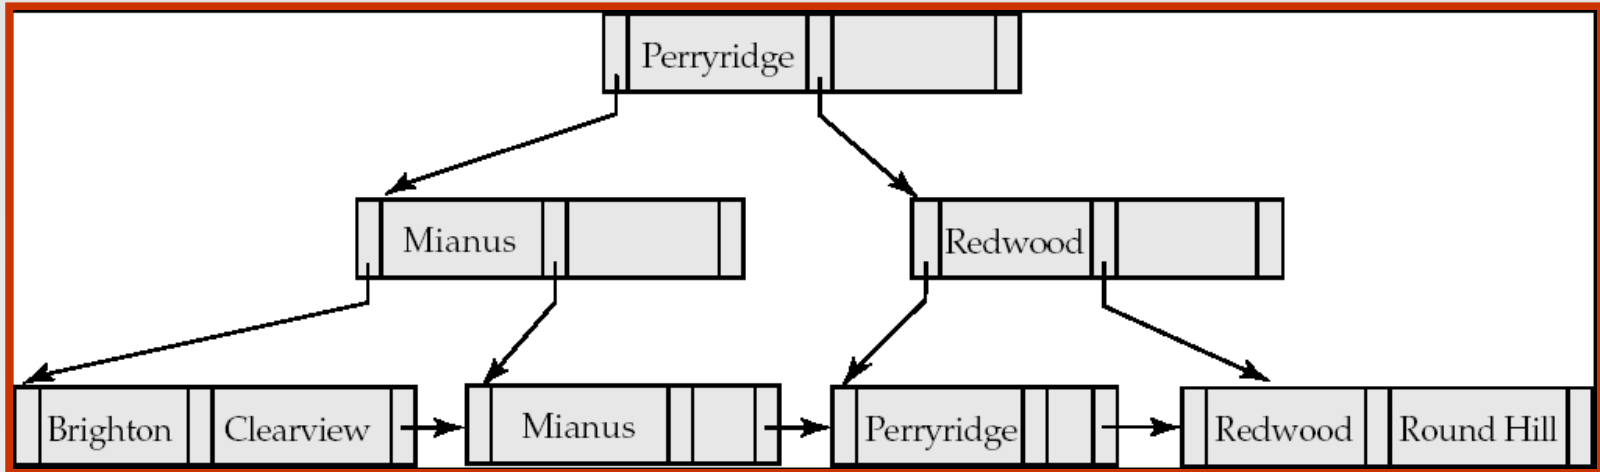 Perryridge
Mianus
Redwood
Brighton
Clearview
Mianus
Perryridge
Redwood
Round Hill